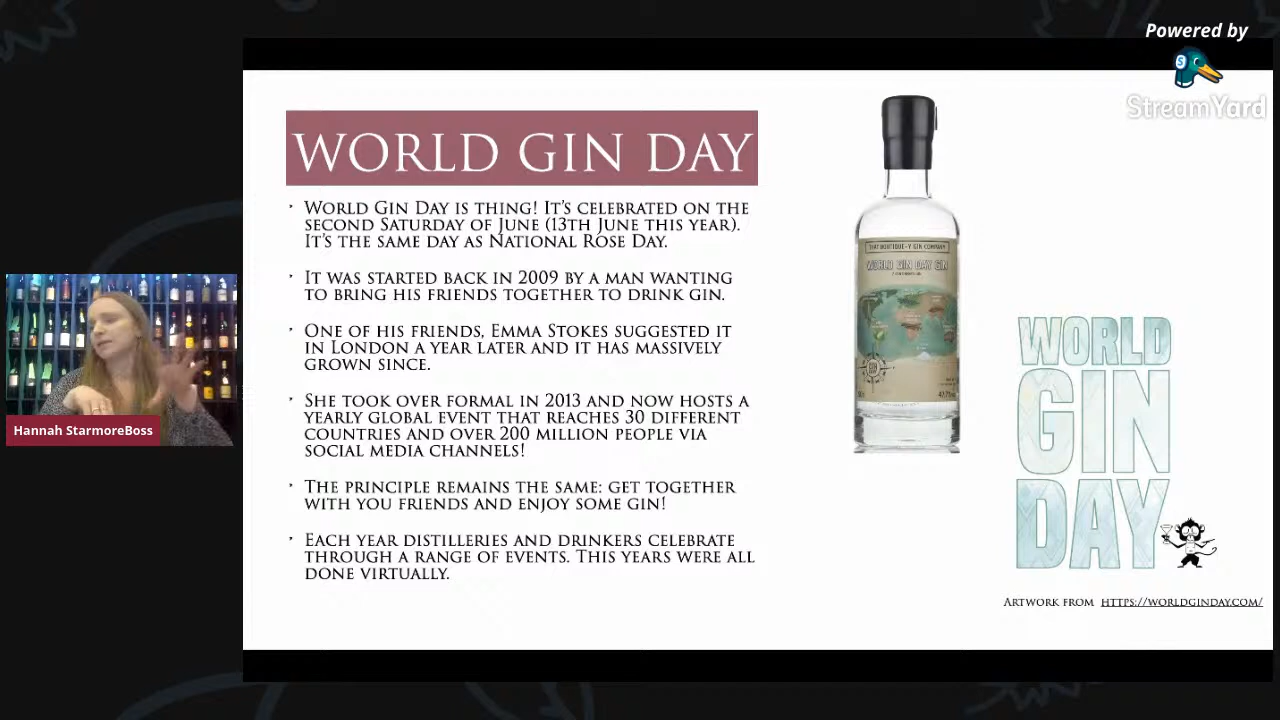 Powered by
StreamYard
WORLD GIN DAY
WORLD GIN DAY IS THING! IT'S CELEBRATED ON THE
SECOND SATURDAY OF JUNE (13TH JUNE THIS YEAR).
IT'S THE SAME DAY AS NATIONAL ROSE DAY.
IT WAS STARTED BACK IN 2009 BY A MAN WANTING
TO BRING HIS FRIENDS TOGETHER TO DRINK GIN.
ONE OF HIS FRIENDS, EMMA STOKES SUGGESTED IT
IN LONDON A YEAR LATER AND IT HAS MASSIVELY
GROWN SINCE.
SHE TOOK OVER FORMAL IN 2013 AND NOW HOSTS A
YEARLY GLOBAL EVENT THAT REACHES 30 DIFFERENT
COUNTRIES AND OVER 200 MILLION PEOPLE VIA
SOCIAL MEDIA CHANNELS!
THE PRINCIPLE REMAINS THE SAME: GET TOGETHER
WITH YOU FRIENDS AND ENJOY SOME GIN!
EACH YEAR DISTILLERIES AND DRINKERS CELEBRATE
THROUGH A RANGE OF EVENTS. THIS YEARS WERE ALL
DONE VIRTUALLY.
THAT BOUTIQUE-Y GIN COMPANY
WORLD GIN DAY GIN
WORLD
GIN
DAY
ARTWORK FROM HTTPS://WORLDGINDAY.COM/
Hannah StarmoreBoss